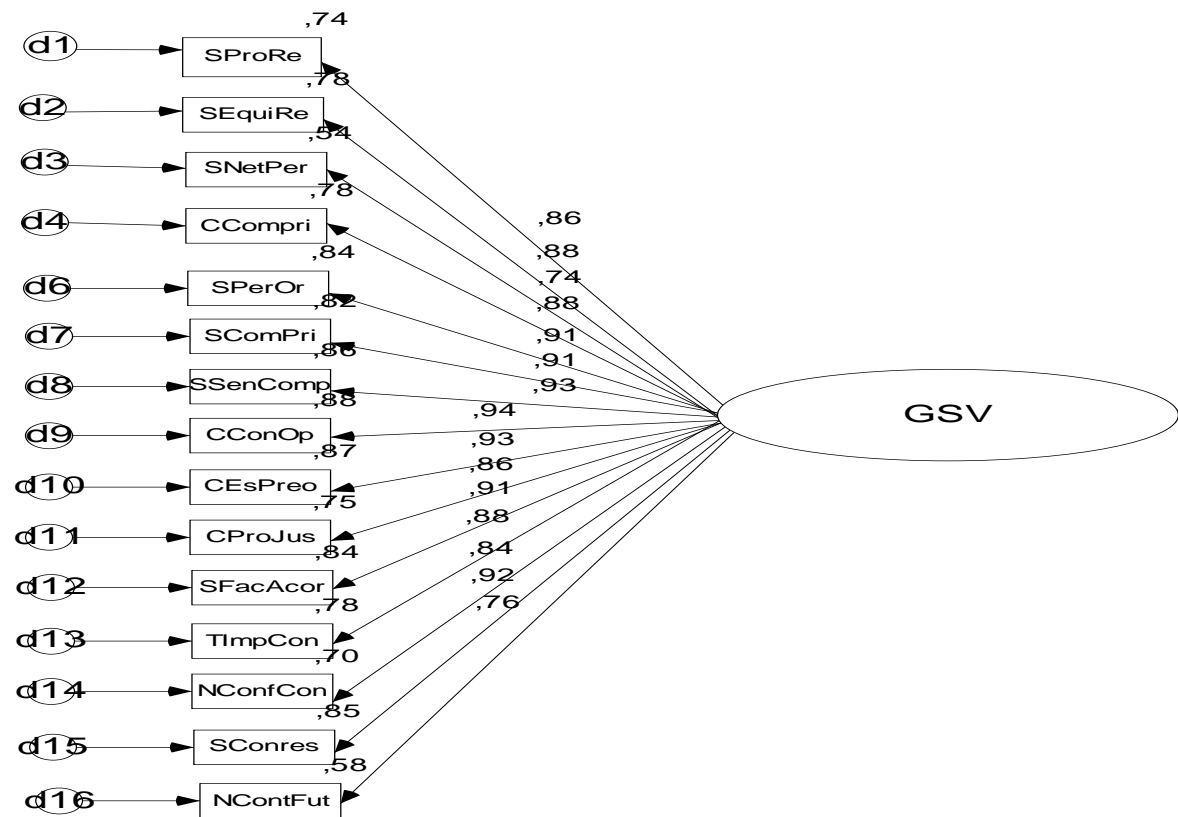 ,74
d1
SProRe
,78
d2
SEquiRe
,54
d3
SNetPer
,78
d4
CCompri
,84
d6
SPerOr
,82
d7
SComPri
,86
d8
SSenComp
,88
d9
CConOp
,87
d10
CEsPreo
,75
d11
CProJus
,84
d12
SFacAcor
,78
d13
TImpCon
,70
d14
NConfCon
,85
d15
SConres
,58
d16
NContFut
,86
,88
,74
,88
,91
,91
,93
,94
,93
,86
,91
,88
,84
,92
,76
GSV